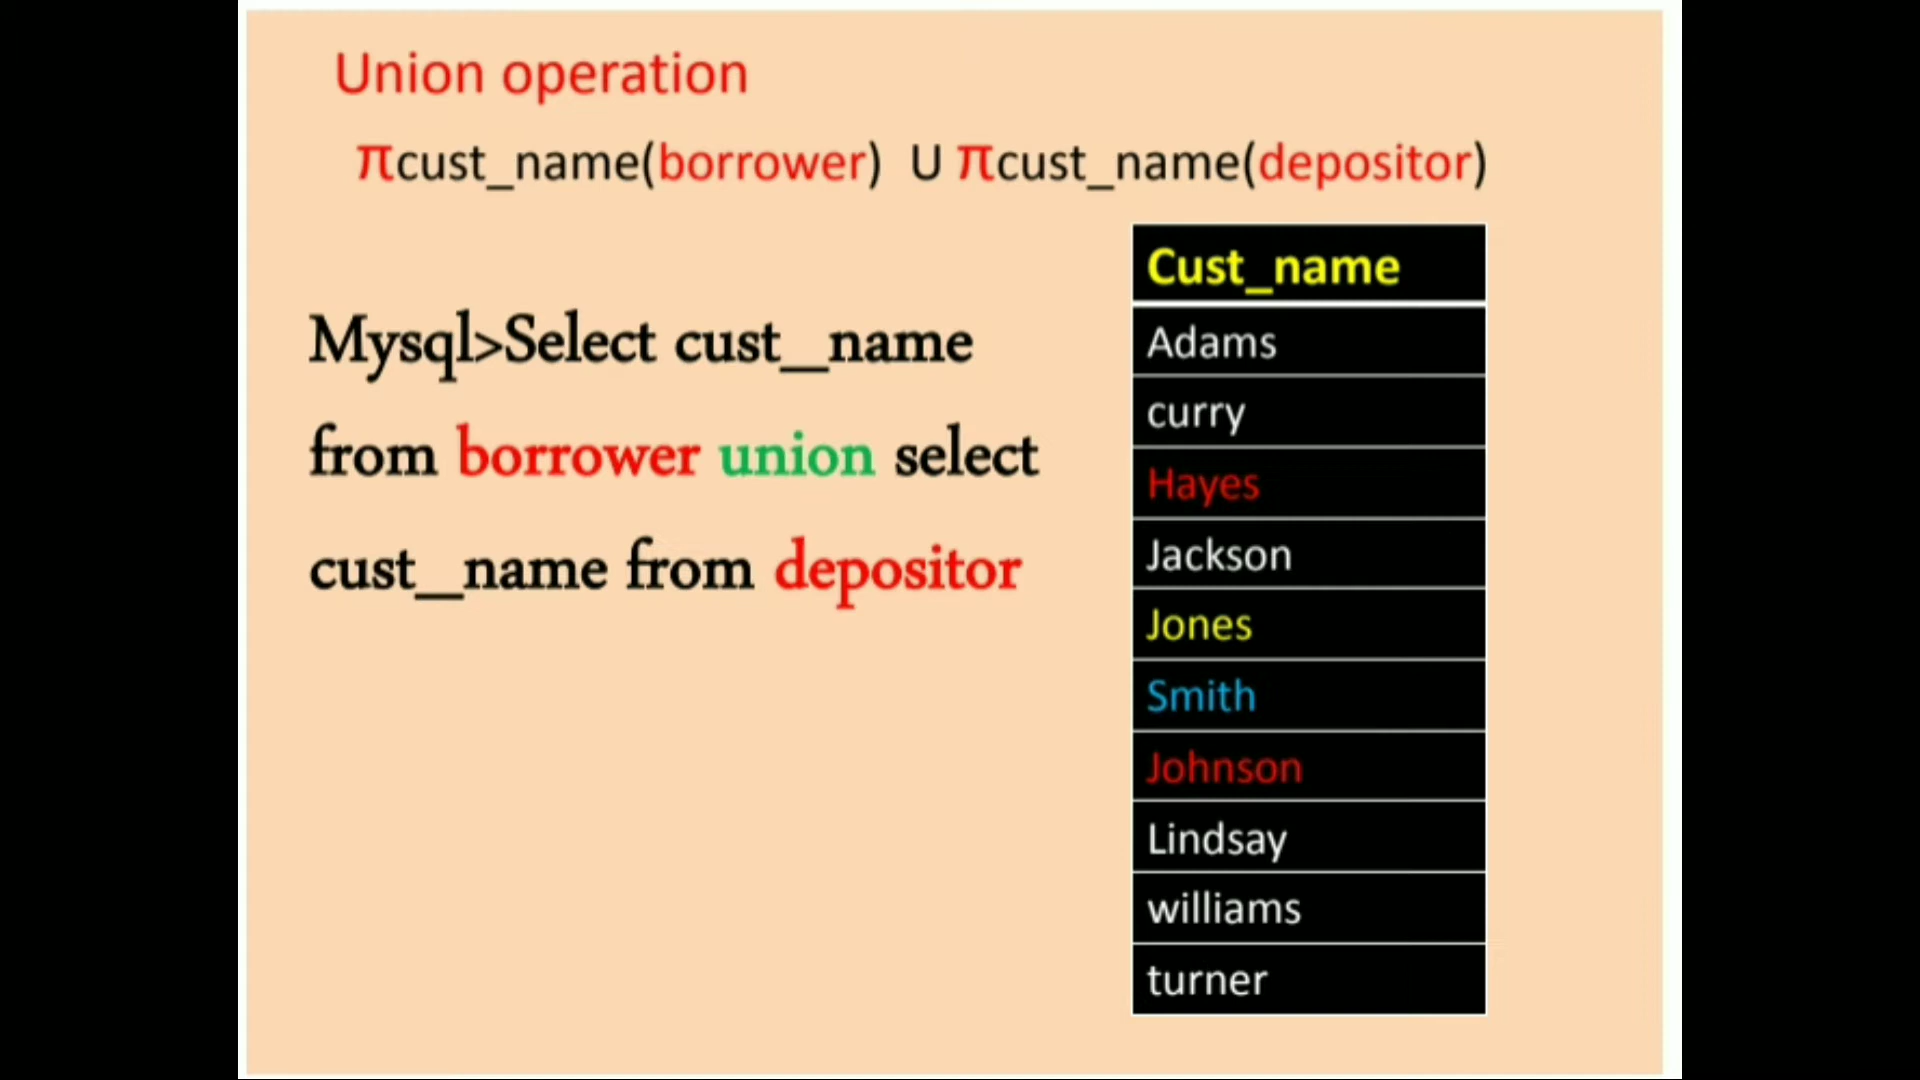 Union operation
πcust_name(borrower) U πcust_name(depositor)
Mysql>Select cust_name
from borrower union select
cust_name from depositor
Cust_name
Adams
curry
Hayes
Jackson
Jones
Smith
Johnson
Lindsay
williams
turner